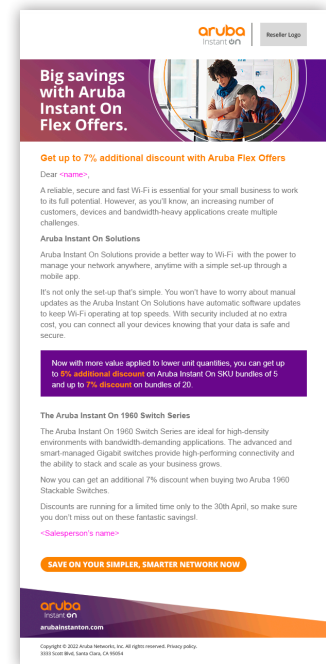 aruba
instant on
Reseller Logo
Big savings
with Aruba
Instant On
Flex Offers.
Get up to 7% additional discount with Aruba Flex Offers
Dear <name>,
A reliable, secure and fast Wi-Fi is essential for your small business to work
to its full potential. However, as you'll know, an increasing number of
customers, devices and bandwidth-heavy applications create multiple
challenges.
Aruba Instant On Solutions
Aruba Instant On Solutions provide a better way to Wi-Fi with the power to
manage your network anywhere, anytime with a simple set-up through a
mobile app.
It's not only the set-up that's simple. You won't have to worry about manual
updates as the Aruba Instant On Solutions have automatic software updates
to keep Wi-Fi operating at top speeds. With security included at no extra
cost, you can connect all your devices knowing that your data is safe and
secure.
Now with more value applied to lower unit quantities, you can get up
to 5% additional discount on Aruba Instant On SKU bundles of 5
and up to 7% discount on bundles of 20.
The Aruba Instant On 1960 Switch Series
The Aruba Instant On 1960 Switch Series are ideal for high-density
environments with bandwidth-demanding applications. The advanced and
smart-managed Gigabit switches provide high-performing connectivity and
the ability to stack and scale as your business grows.
Now you can get an additional 7% discount when buying two Aruba 1960
Stackable Switches.
Discounts are running for a limited time only to the 30th April, so make sure
you don't miss out on these fantastic savings!.
<Salesperson's name>
SAVE ON YOUR SIMPLER, SMARTER NETWORK NOW
aruba
instant on
arubainstanton.com
Copyright © 2022 Aruba Networks, Inc. All rights reserved. Privacy policy.
3333 Scott Blvd, Santa Clara, CA 95054